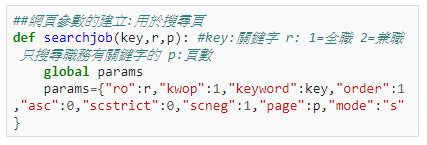 ##網頁參數的建立:用於搜尋頁
def searchjob(key,r,p): #key:關鍵字 r: 1=全職 2=兼職
只搜尋職務有關鍵字的 p:頁數
    global params
    params={"ro":r,"kwop":1,"keyword":key,"order":1
,"asc":0,"scstrict":0,"scneg":1,"page":p,"mode":"s"
}